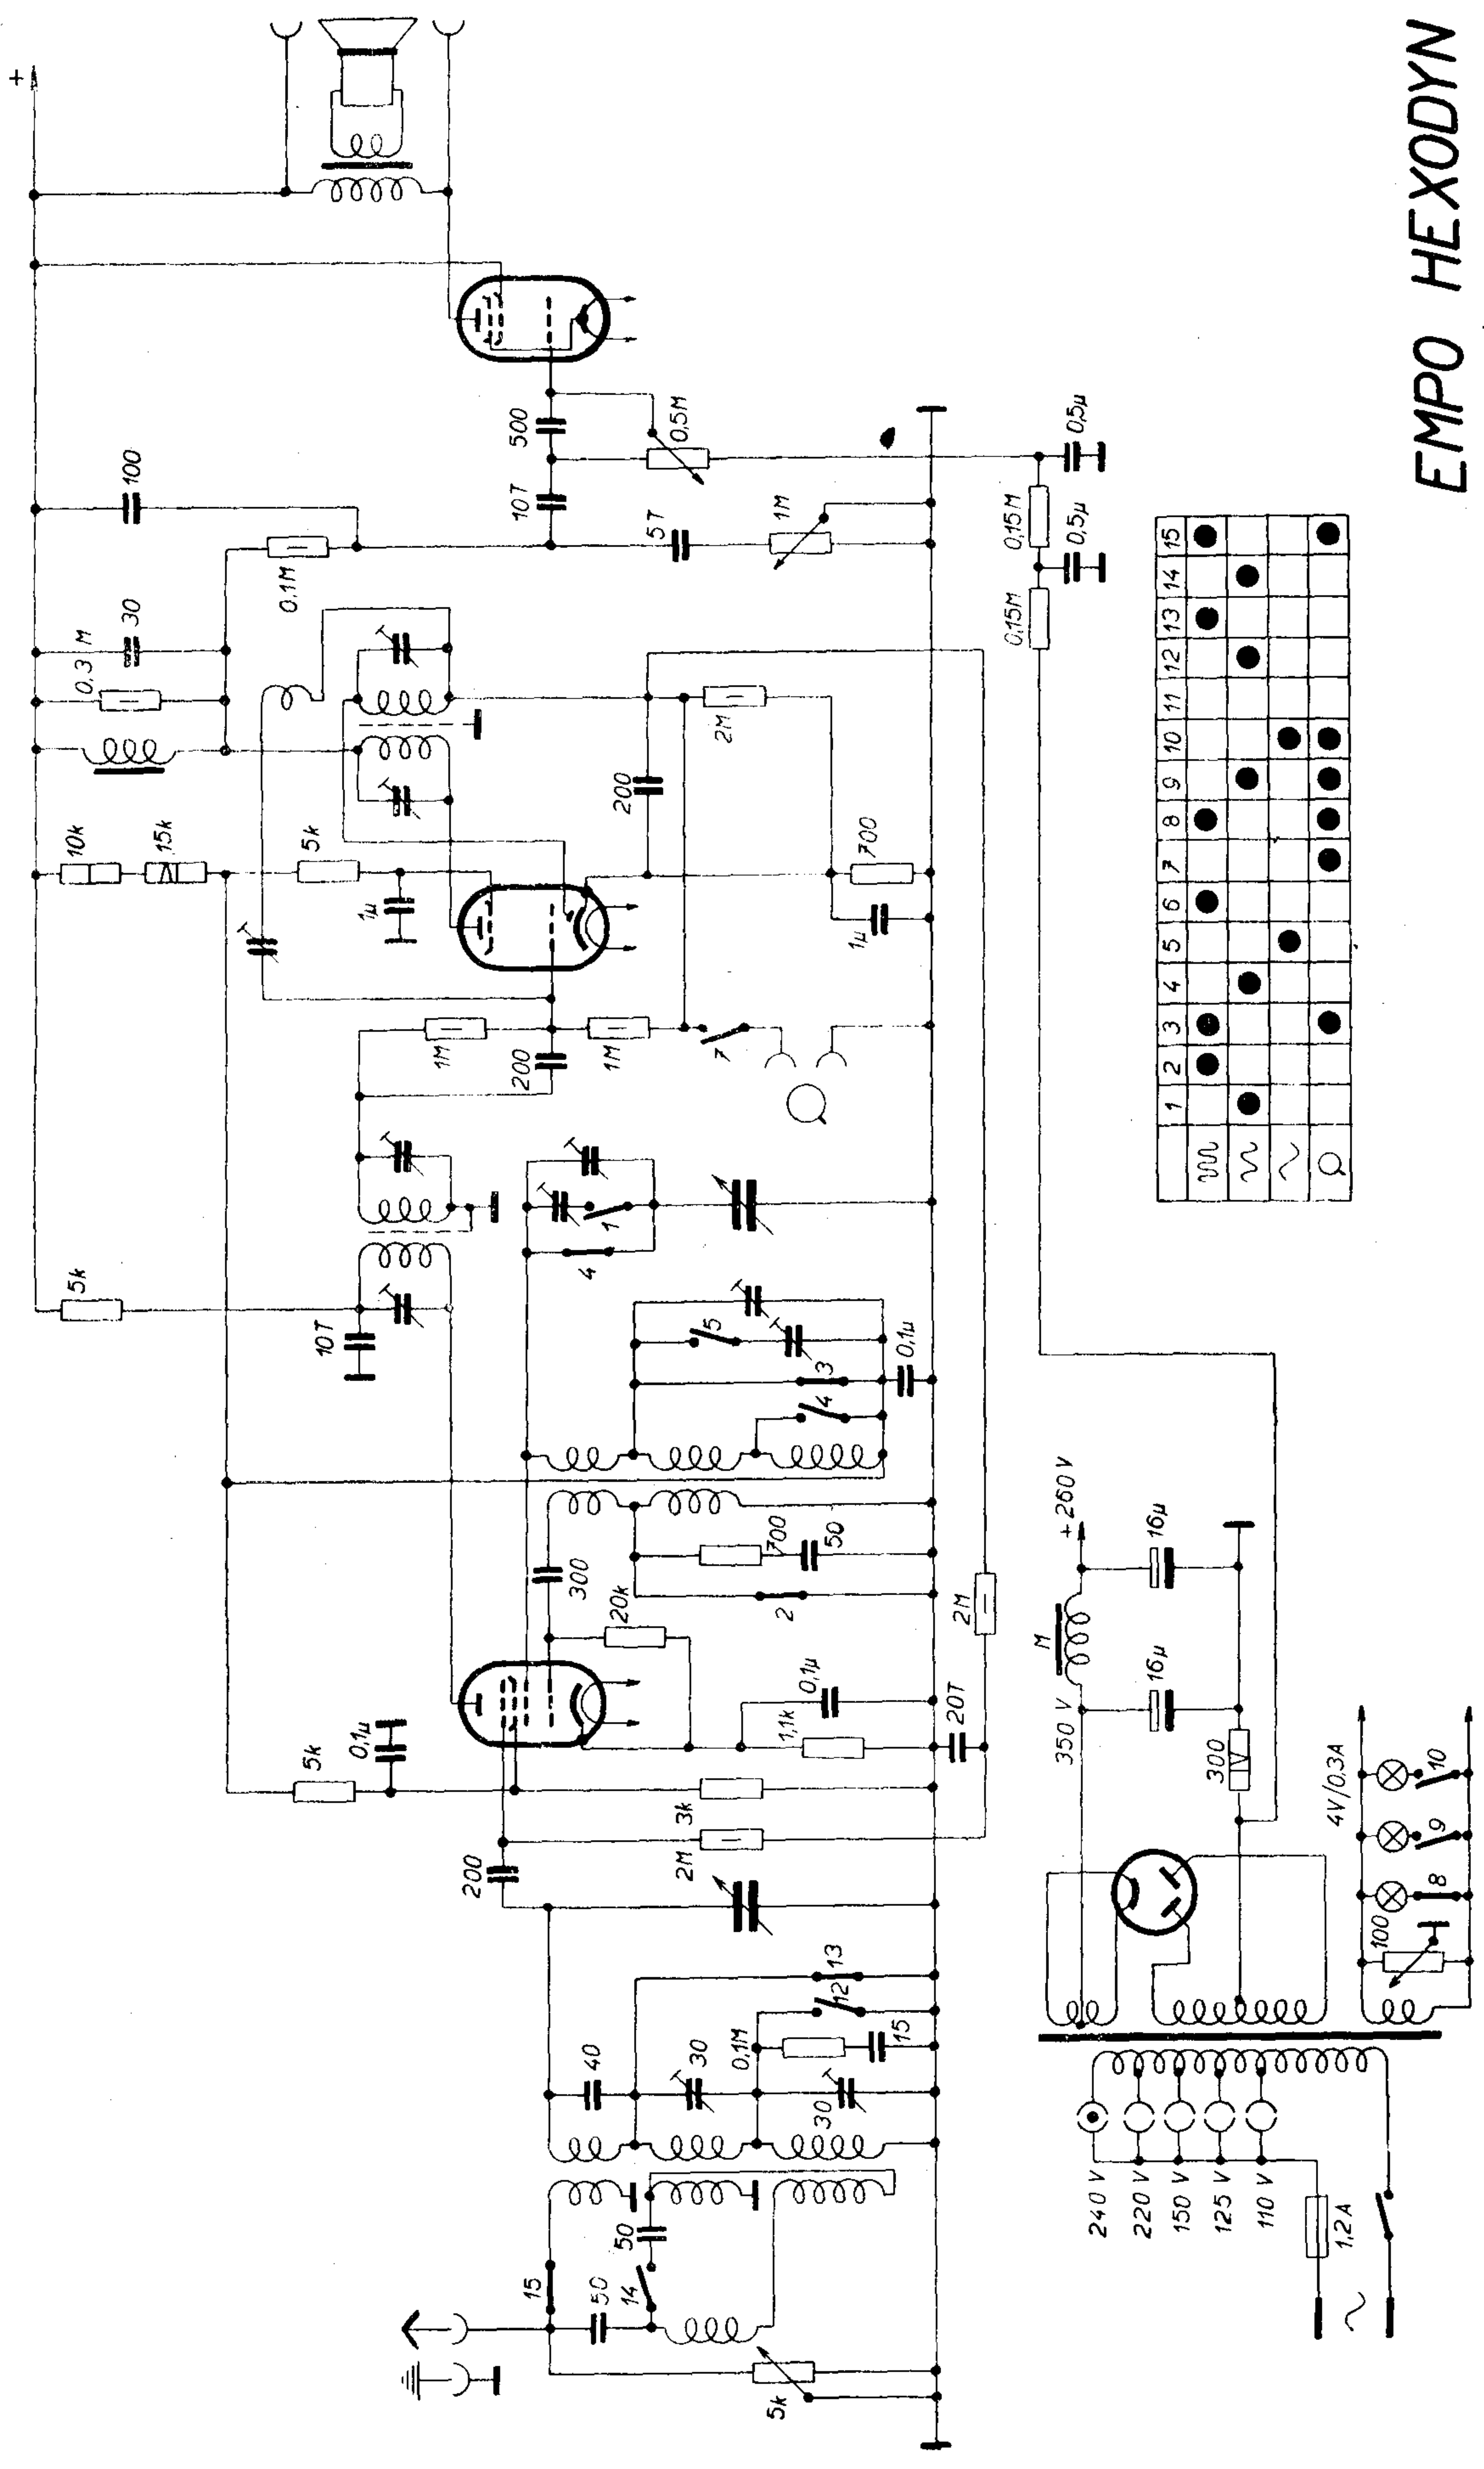 EMPO HEXODYN
+
100
30
0,3 M
0,1M
10k
15k
5k
1µ
5k
10T
500
0,5M
10T
5T
1M
200
2M
700
1µ
1M
200
1M
7
1
4
5
3
4
0,1µ
300
700
50
20k
2
2M
5k
0,1µ
0,1µ
1,1k
20T
3k
2M
200
40
30
0,1M
30
15
12
13
50
15
50
14
5k
0,15M
0,5µ
0,15M
0,5µ
240 V
220 V
150 V
125 V
110 V
1,2 A
350 V
M
+260 V
16µ
16µ
300
4V/0,3A
100
8
9
10
1 2 3 4 5 6 7 8 9 10 11 12 13 14 15